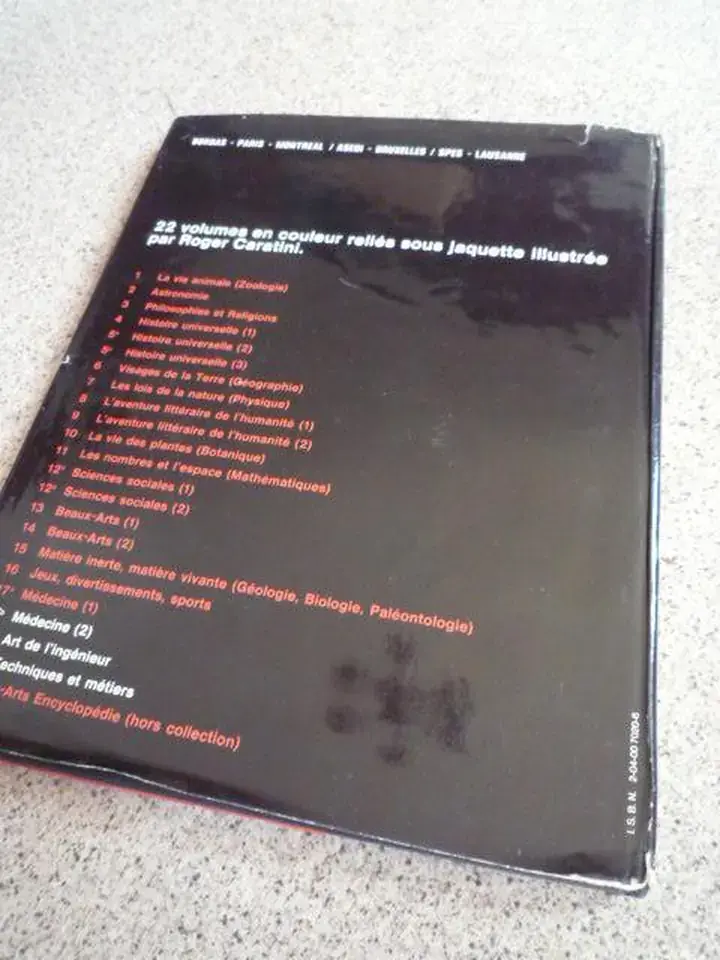 BORDAS - PARIS - MONTREAL / ASEDI - BRUXELLES / SPES - LAUSANNE
22 volumes en couleur reliés sous jaquette illustrée
par Roger Caratini.
1 La vie animale (Zoologie)
2 Astronomie
3 Philosophies et Religions
4 Histoire universelle (1)
5* Histoire universelle (2)
5* Histoire universelle (3)
6 Visages de la Terre (Géographie)
7 Les lois de la nature (Physique)
8 L'aventure littéraire de l'humanité (1)
9 L'aventure littéraire de l'humanité (2)
10 La vie des plantes (Botanique)
11 Les nombres et l'espace (Mathématiques)
12* Sciences sociales (1)
12* Sciences sociales (2)
13 Beaux-Arts (1)
14 Beaux-Arts (2)
15 Matière inerte, matière vivante (Géologie, Biologie, Paléontologie)
16 Jeux, divertissements, sports
17* Médecine (1)
Médecine (2)
Art de l'ingénieur
Techniques et métiers
-Arts Encyclopédie (hors collection)
I.S.B.N. 2-04-007020-6